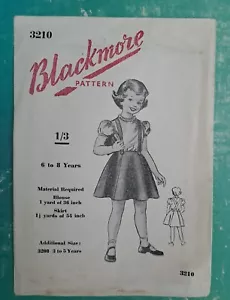 3210
Blackmore
PATTERN
1/3
6 to 8 Years
Material Required
Blouse
1 yard of 36 inch
Skirt
1½ yards of 54 inch
Additional Size:
3208 3 to 5 Years
3210